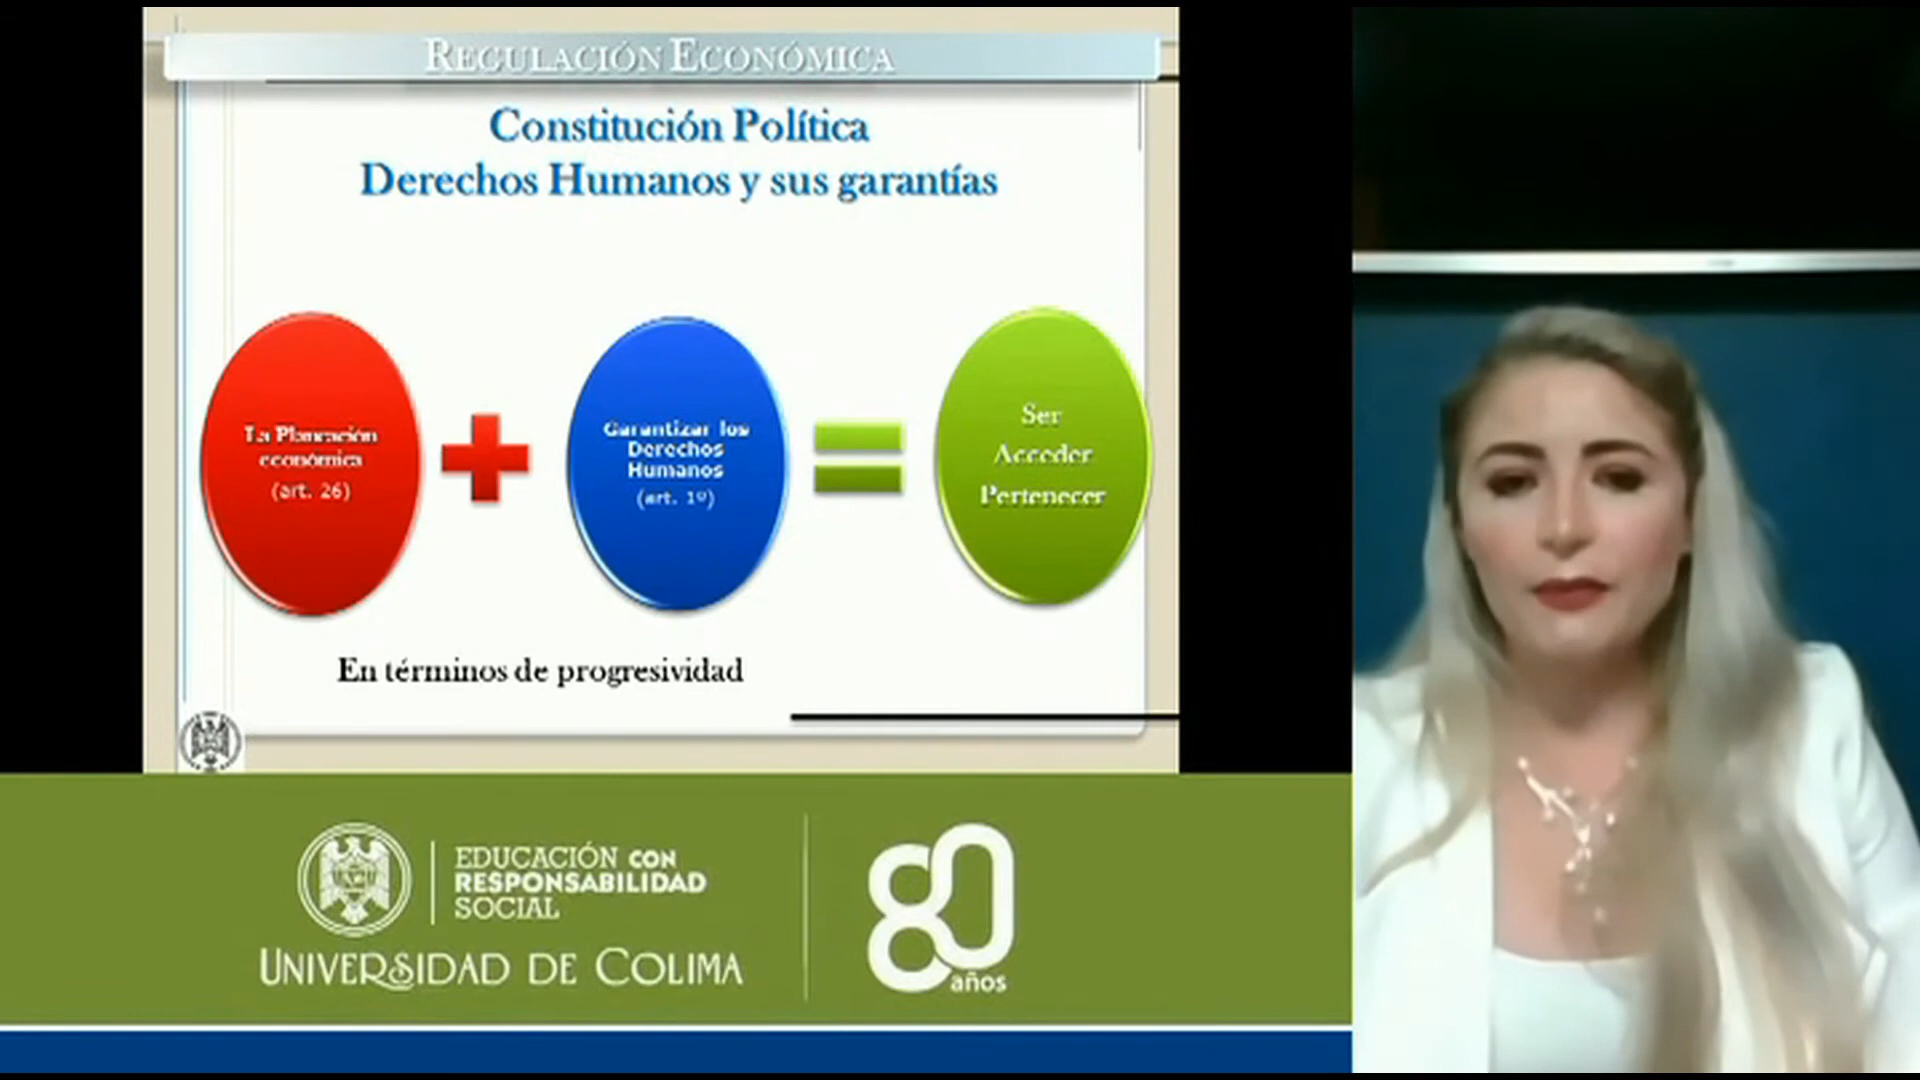 REGULACIÓN ECONÓMICA
Constitución Política
Derechos Humanos y sus garantías
La Planeación
económica
(art. 26)
Garantizar los
Derechos
Humanos
(art. 1º)
Ser
Acceder
Pertenecer
En términos de progresividad
EDUCACIÓN CON
RESPONSABILIDAD
SOCIAL
UNIVERSIDAD DE COLIMA
80
años